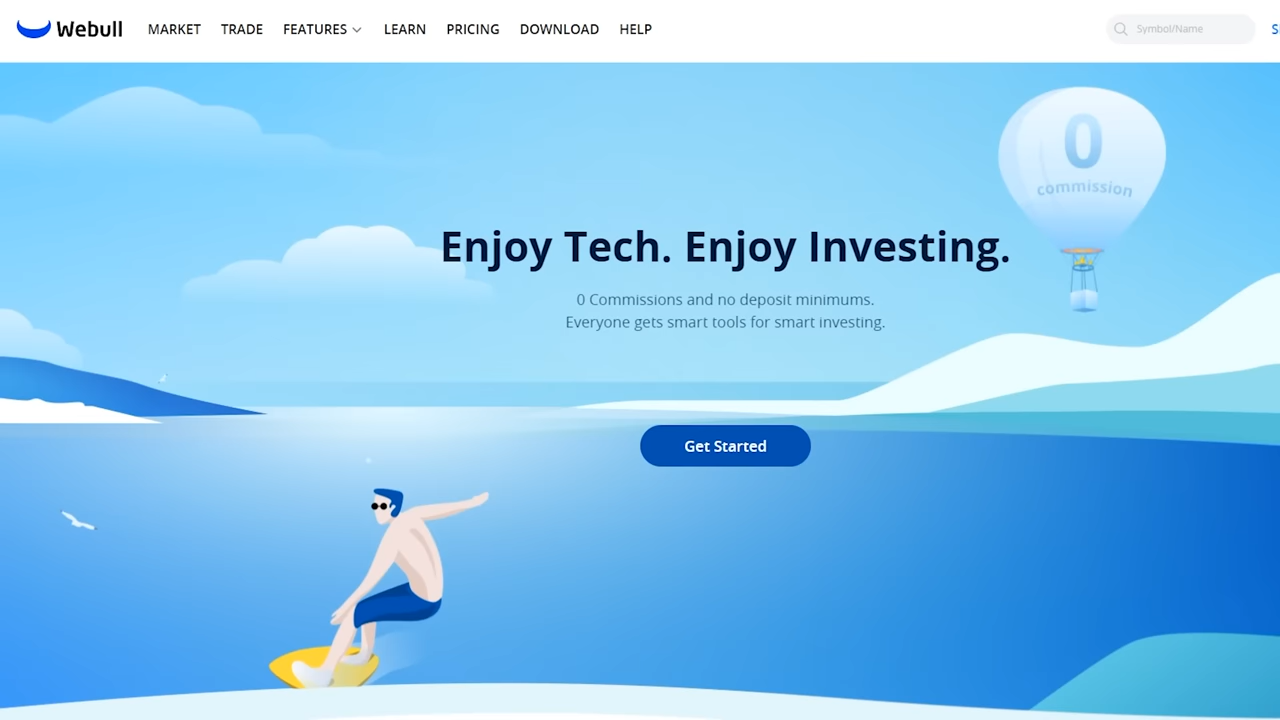 Webull MARKET TRADE FEATURES LEARN PRICING DOWNLOAD HELP Symbol/Name
0
commission
Enjoy Tech. Enjoy Investing.
0 Commissions and no deposit minimums.
Everyone gets smart tools for smart investing.
Get Started